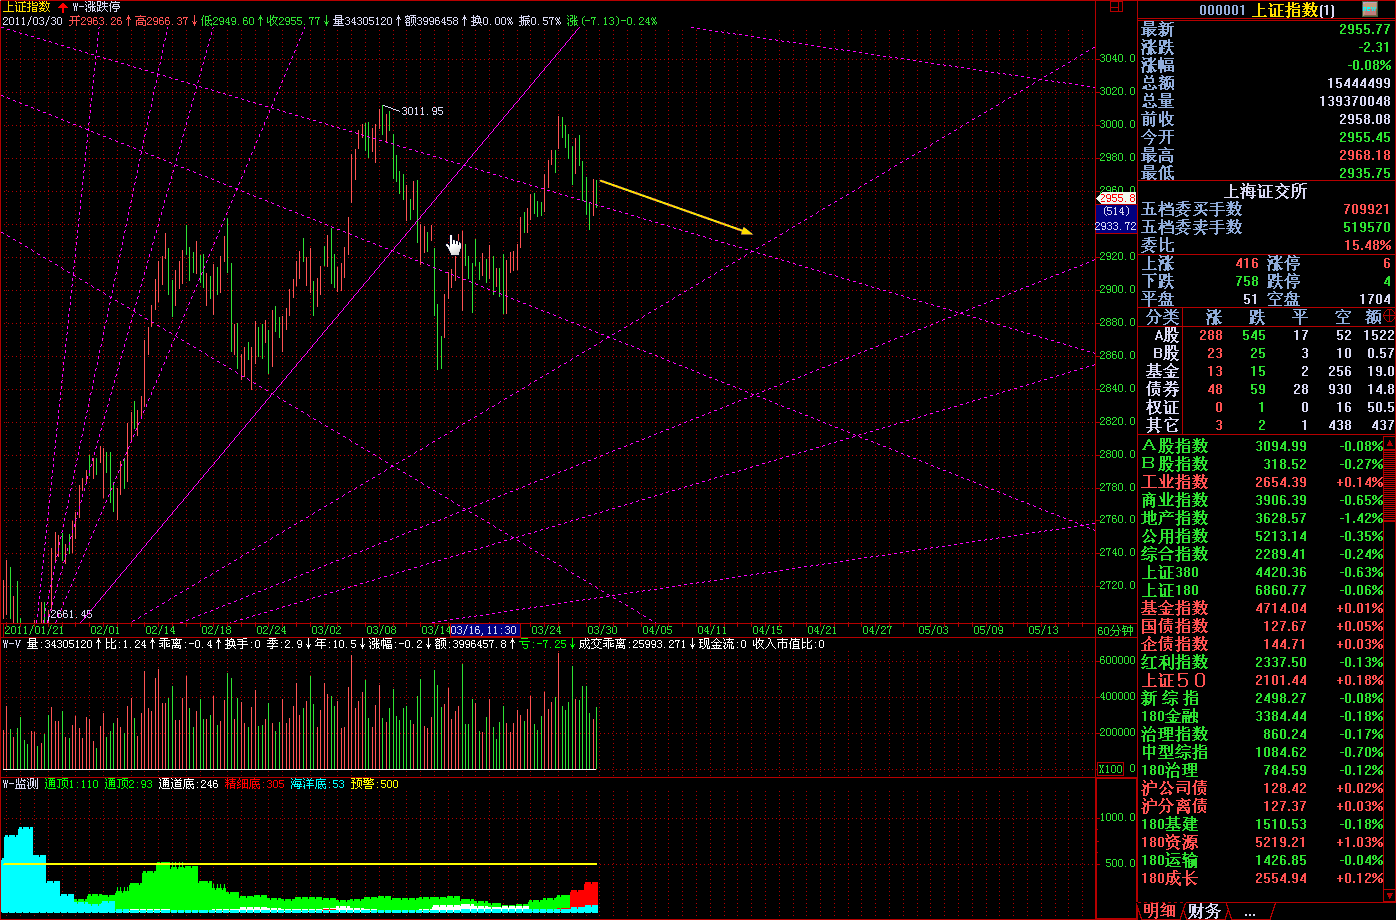 上证指数 ↑ W-涨跌停
2011/03/30 开2963.26↑高2966.37↓低2949.60↑收2955.77↓量34305120↑额3996458↑换0.00% 振0.57% 涨(-7.13)-0.24%
3011.95
2661.45
3040.0
3020.0
3000.0
2980.0
2960.0
2955.8
(514)
2933.72
2920.0
2900.0
2880.0
2860.0
2840.0
2820.0
2800.0
2780.0
2760.0
2740.0
2720.0
60分钟
2011/01/21 02/01 02/14 02/18 02/24 03/02 03/08 03/14 03/16,11:30 03/24 03/30 04/05 04/11 04/15 04/21 04/27 05/03 05/09 05/13
W-V 量:34305120↑比:1.24↑乖离:-0.4↑换手:0 季:2.9↓年:10.5↓涨幅:-0.2↓额:3996457.8↑亏:-7.25↓成交乖离:25993.271↓现金流:0 收入市值比:0
600000
400000
200000
X100 0
W-监测 通顶1:110 通顶2:93 通道底:246 精细底:305 海洋底:53 预警:500
1000.0
500.0
000001 上证指数(1)
最新 2955.77
涨跌 -2.31
涨幅 -0.08%
总额 15444499
总量 139370048
前收 2958.08
今开 2955.45
最高 2968.18
最低 2935.75
上海证交所
五档委买手数 709921
五档委卖手数 519570
委比 15.48%
上涨 416 涨停 6
下跌 758 跌停 4
平盘 51 空盘 1704
分类 涨 跌 平 空 额
A股 288 545 17 52 1522
B股 23 25 3 10 0.57
基金 13 15 2 256 19.0
债券 48 59 28 930 14.8
权证 0 1 0 16 50.5
其它 3 2 1 438 437
A股指数 3094.99 -0.08%
B股指数 318.52 -0.27%
工业指数 2654.39 +0.14%
商业指数 3906.39 -0.65%
地产指数 3628.57 -1.42%
公用指数 5213.14 -0.35%
综合指数 2289.41 -0.24%
上证380 4420.36 -0.63%
上证180 6860.77 -0.06%
基金指数 4714.04 +0.01%
国债指数 127.67 +0.05%
企债指数 144.71 +0.03%
红利指数 2337.50 -0.13%
上证50 2101.44 +0.18%
新综指 2498.27 -0.08%
180金融 3384.44 -0.18%
治理指数 860.24 -0.17%
中型综指 1084.62 -0.70%
180治理 784.59 -0.12%
沪公司债 128.42 +0.02%
沪分离债 127.37 +0.03%
180基建 1510.53 -0.18%
180资源 5219.21 +1.03%
180运输 1426.85 -0.04%
180成长 2554.94 +0.12%
明细 财务 ...